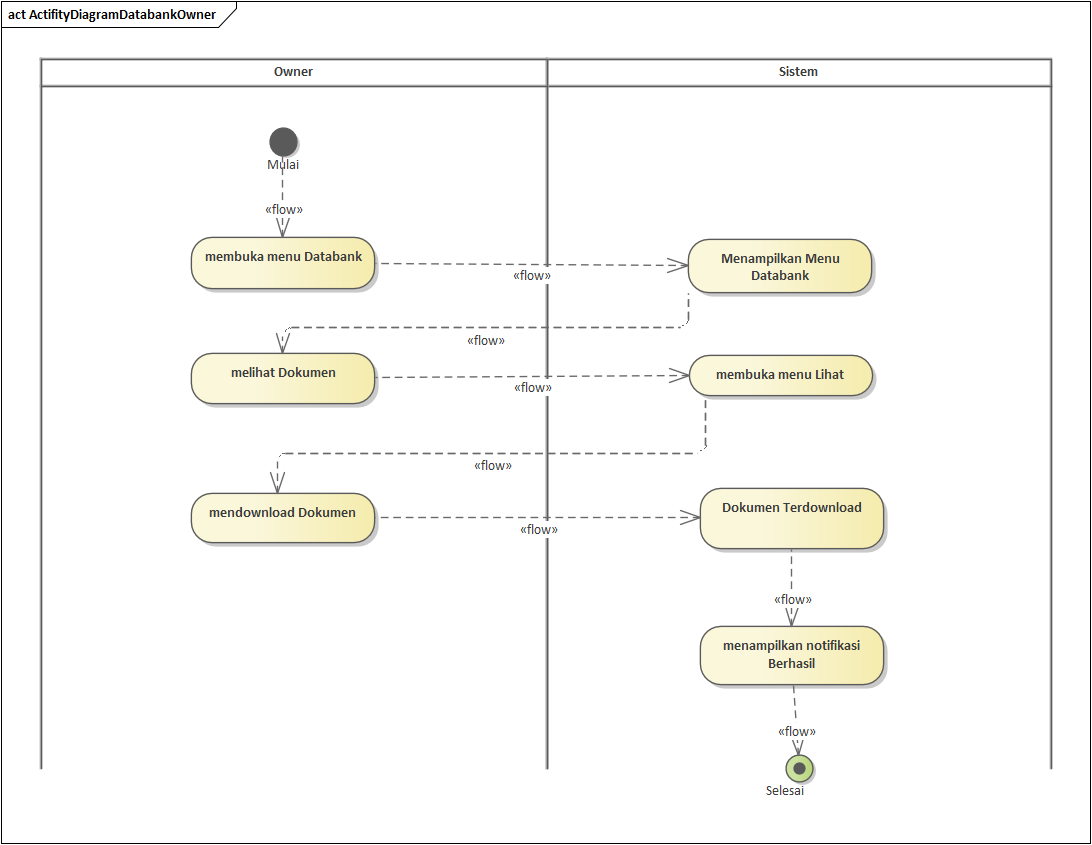 act ActifityDiagramDatabankOwner
Owner
Sistem
Mulai
«flow»
membuka menu Databank
«flow»
Menampilkan Menu
Databank
«flow»
melihat Dokumen
«flow»
membuka menu Lihat
«flow»
mendownload Dokumen
«flow»
Dokumen Terdownload
«flow»
menampilkan notifikasi
Berhasil
«flow»
Selesai